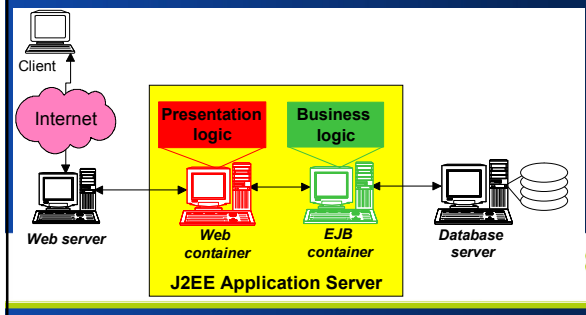 Client
Internet
Presentation
logic
Business
logic
Web server
Web
container
EJB
container
Database
server
J2EE Application Server